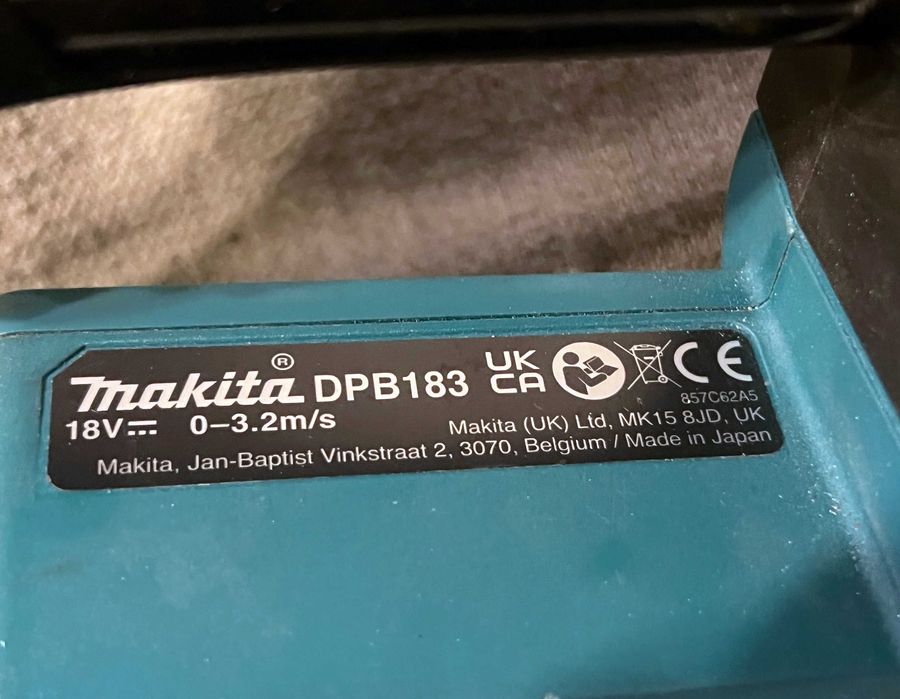 makita® DPB183 UK CA CE
857C62A5
18V⎓ 0–3.2m/s Makita (UK) Ltd, MK15 8JD, UK
Makita, Jan-Baptist Vinkstraat 2, 3070, Belgium / Made in Japan